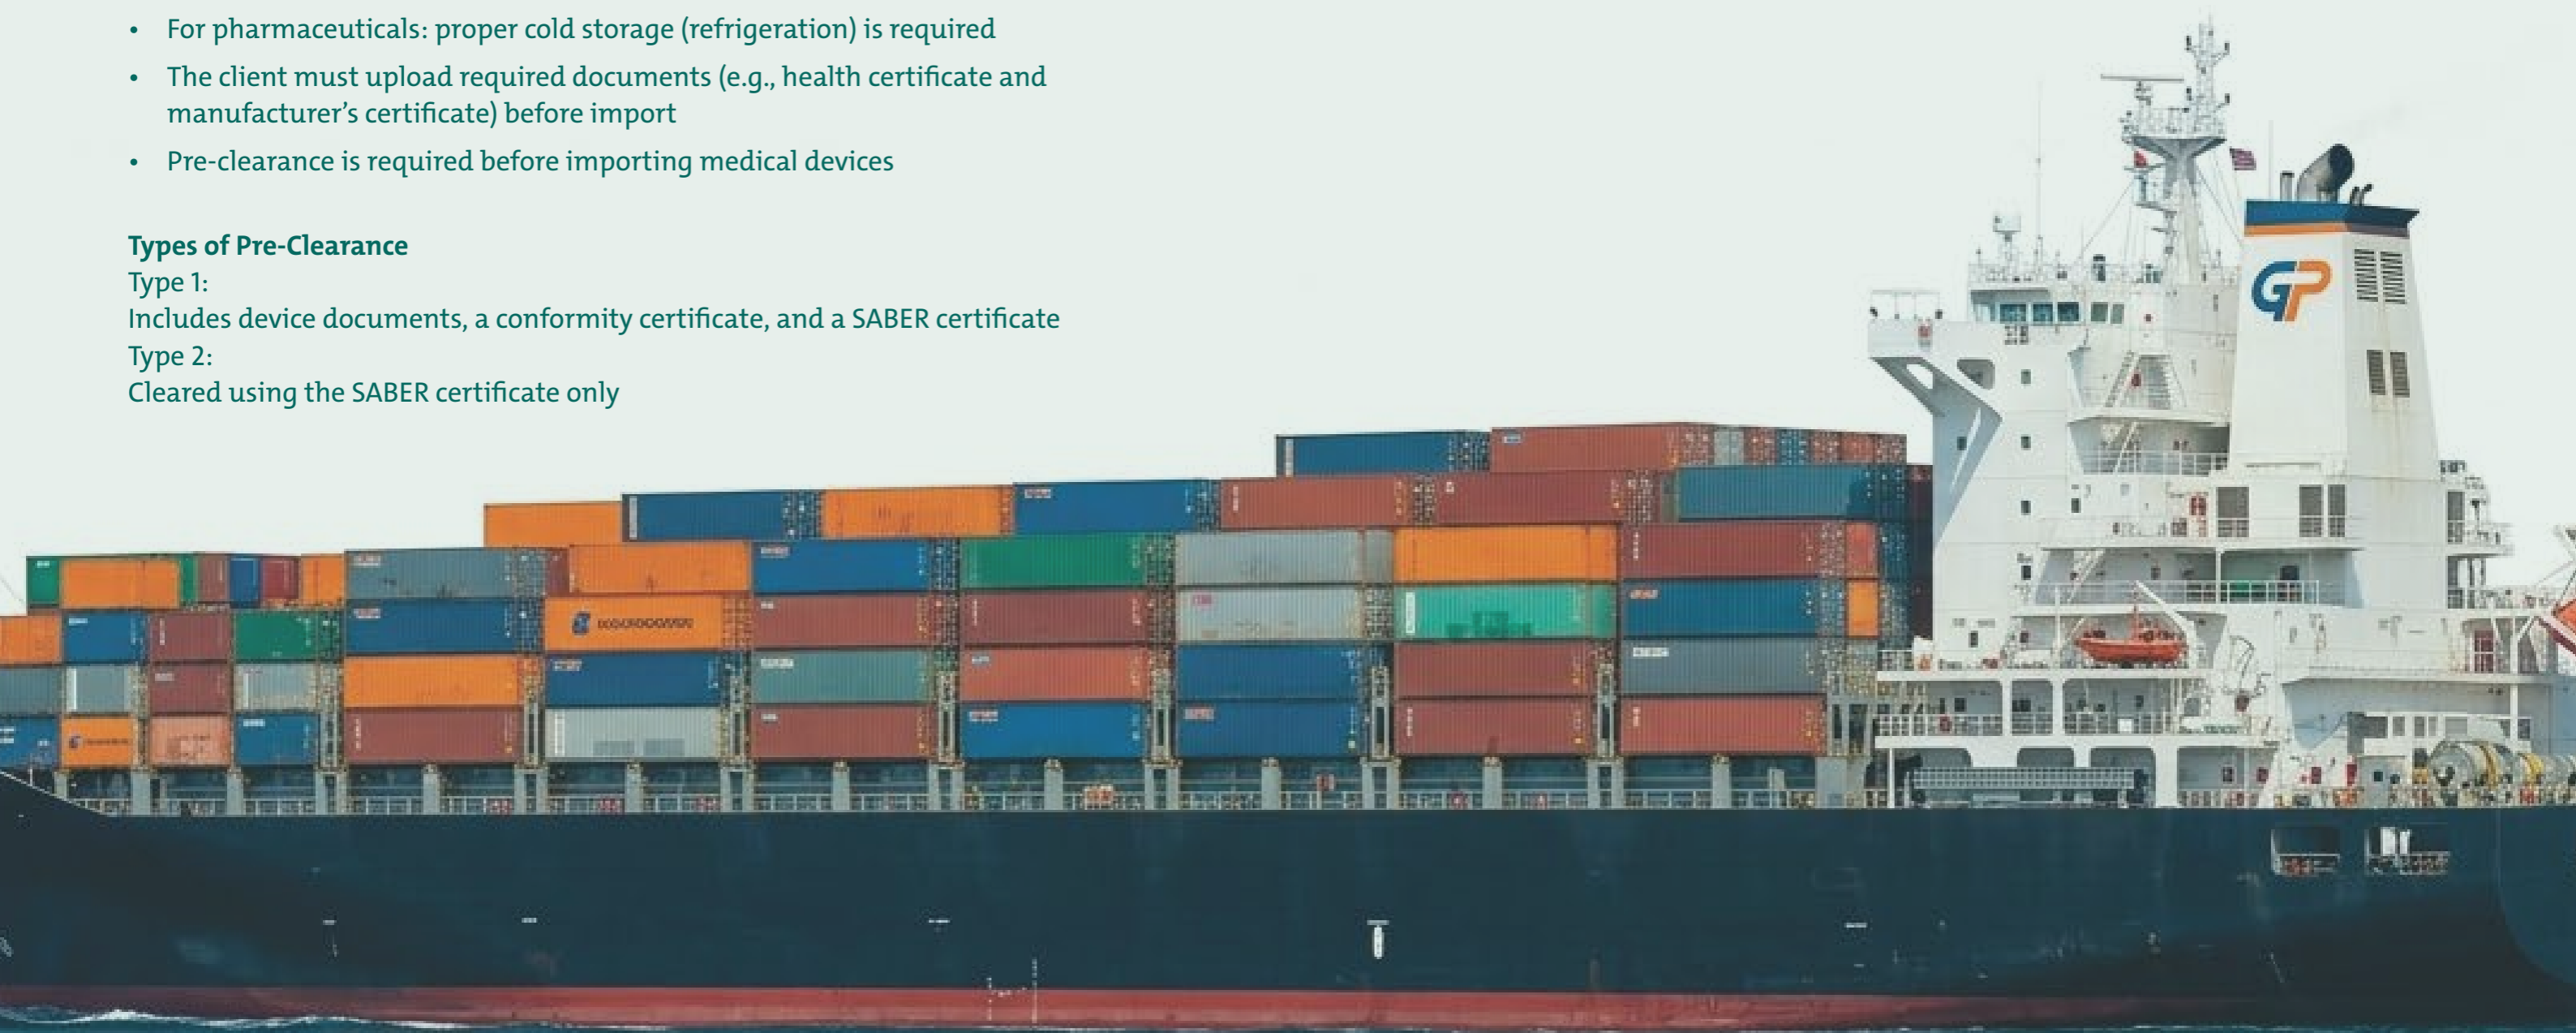 • For pharmaceuticals: proper cold storage (refrigeration) is required
• The client must upload required documents (e.g., health certificate and
manufacturer's certificate) before import
• Pre-clearance is required before importing medical devices
Types of Pre-Clearance
Type 1:
Includes device documents, a conformity certificate, and a SABER certificate
Type 2:
Cleared using the SABER certificate only
GP